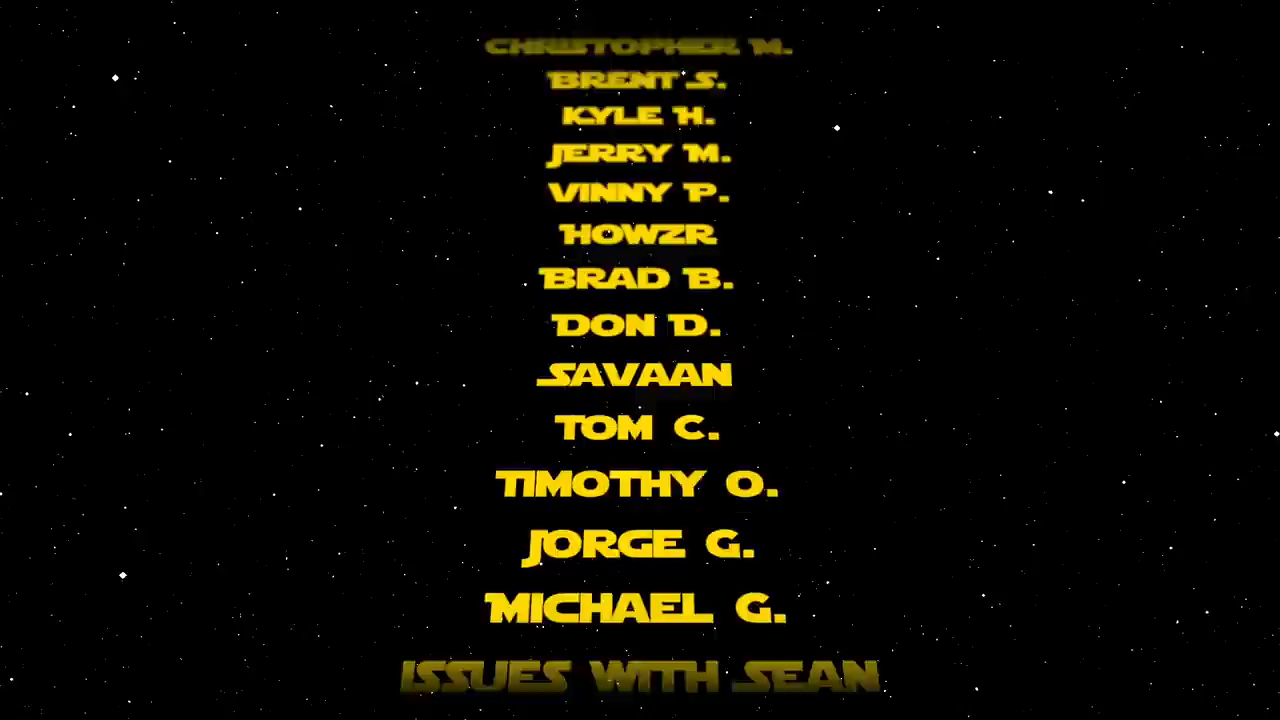 Christopher M.
Brent S.
Kyle H.
Jerry M.
Vinny P.
Howzr
Brad B.
Don D.
Savaan
Tom C.
Timothy O.
Jorge G.
Michael G.
Issues with Sean